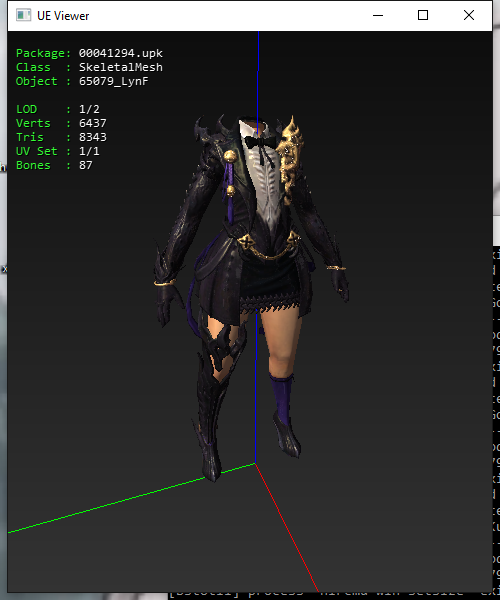 UE Viewer
Package: 00041294.upk
Class : SkeletalMesh
Object : 65079_LynF
LOD : 1/2
Verts : 6437
Tris : 8343
UV Set : 1/1
Bones : 87